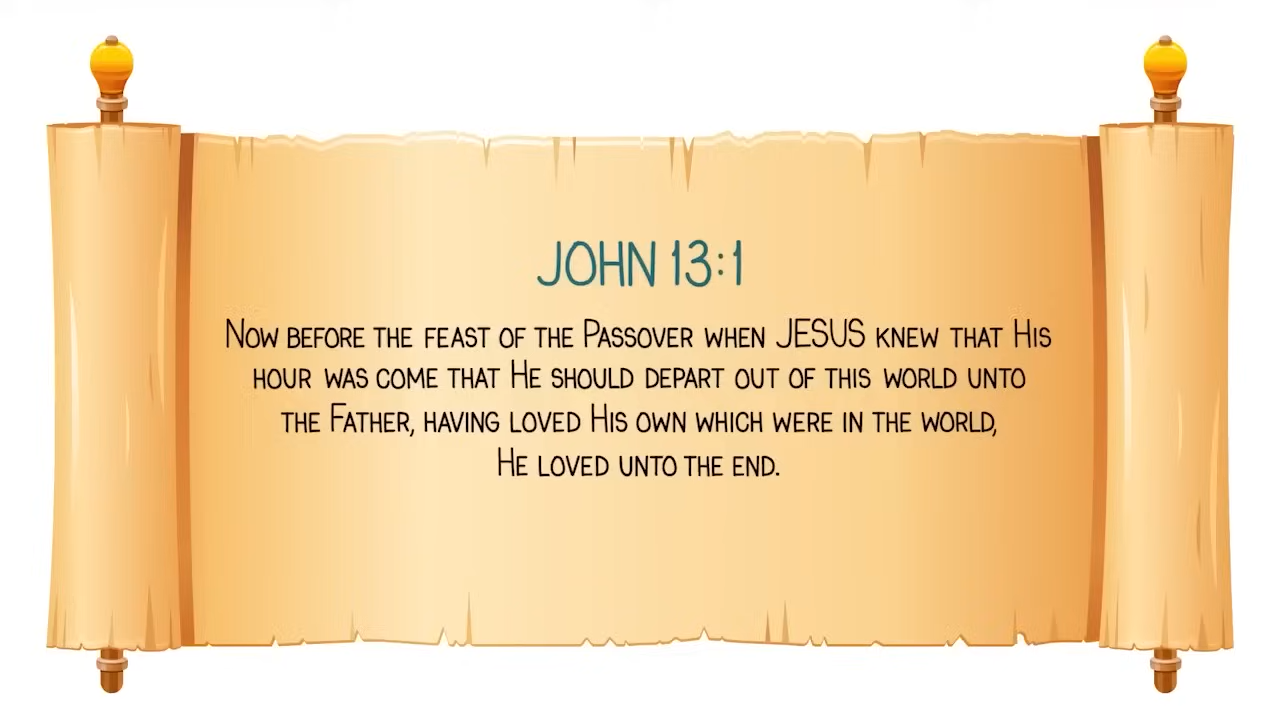 JOHN 13:1
NOW BEFORE THE FEAST OF THE PASSOVER WHEN JESUS KNEW THAT HIS
HOUR WAS COME THAT HE SHOULD DEPART OUT OF THIS WORLD UNTO
THE FATHER, HAVING LOVED HIS OWN WHICH WERE IN THE WORLD,
HE LOVED UNTO THE END.